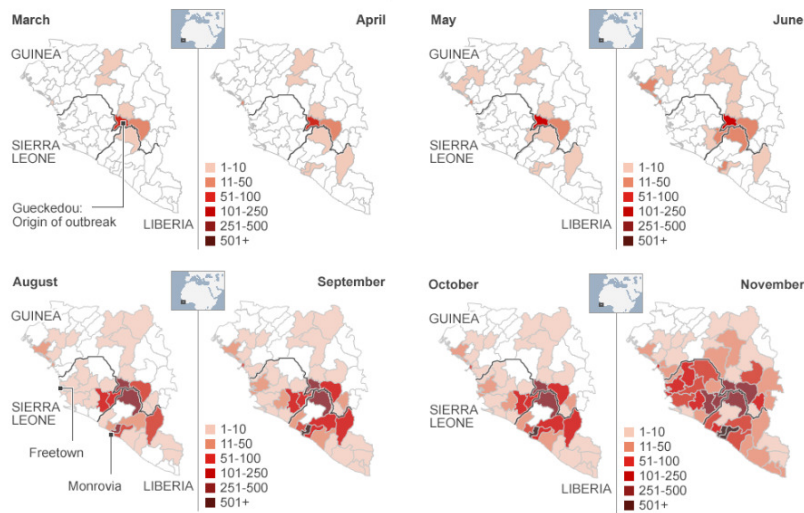 March
April
GUINEA
SIERRA
LEONE
Gueckedou:
Origin of outbreak
LIBERIA
1-10
11-50
51-100
101-250
251-500
501+
May
June
GUINEA
SIERRA
LEONE
LIBERIA
1-10
11-50
51-100
101-250
251-500
501+
August
September
GUINEA
SIERRA
LEONE
Freetown
Monrovia
LIBERIA
1-10
11-50
51-100
101-250
251-500
501+
October
November
GUINEA
SIERRA
LEONE
LIBERIA
1-10
11-50
51-100
101-250
251-500
501+